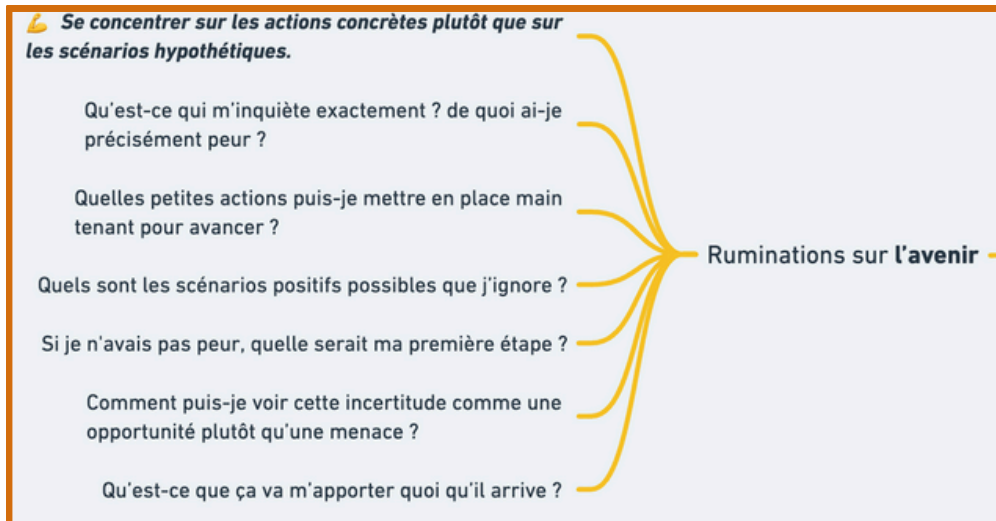 💪 Se concentrer sur les actions concrètes plutôt que sur
les scénarios hypothétiques.
Qu'est-ce qui m'inquiète exactement ? de quoi ai-je
précisément peur ?
Quelles petites actions puis-je mettre en place main
tenant pour avancer ?
Quels sont les scénarios positifs possibles que j'ignore ?
Si je n'avais pas peur, quelle serait ma première étape ?
Comment puis-je voir cette incertitude comme une
opportunité plutôt qu'une menace ?
Qu'est-ce que ça va m'apporter quoi qu'il arrive ?
Ruminations sur l'avenir